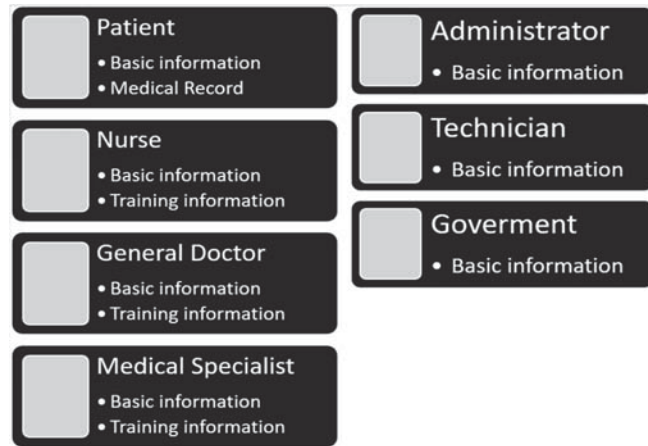 Patient
• Basic information
• Medical Record
Nurse
• Basic information
• Training information
General Doctor
• Basic information
• Training information
Medical Specialist
• Basic information
• Training information
Administrator
• Basic information
Technician
• Basic information
Goverment
• Basic information